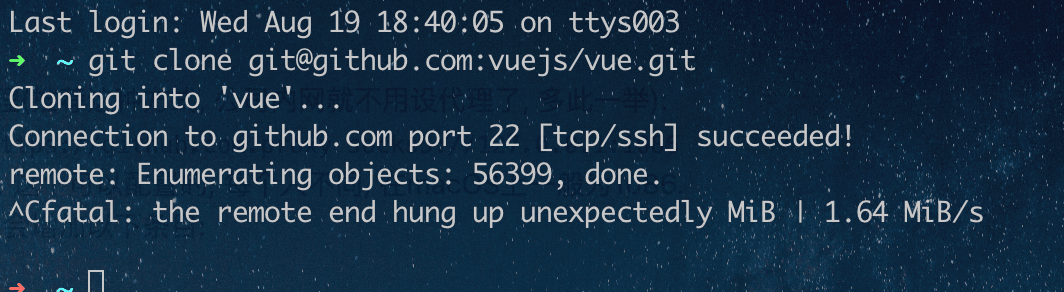 Last login: Wed Aug 19 18:40:05 on ttys003
➜ ~ git clone git@github.com:vuejs/vue.git
Cloning into 'vue'...
Connection to github.com port 22 [tcp/ssh] succeeded!
remote: Enumerating objects: 56399, done.
^Cfatal: the remote end hung up unexpectedly MiB | 1.64 MiB/s
➜ ~